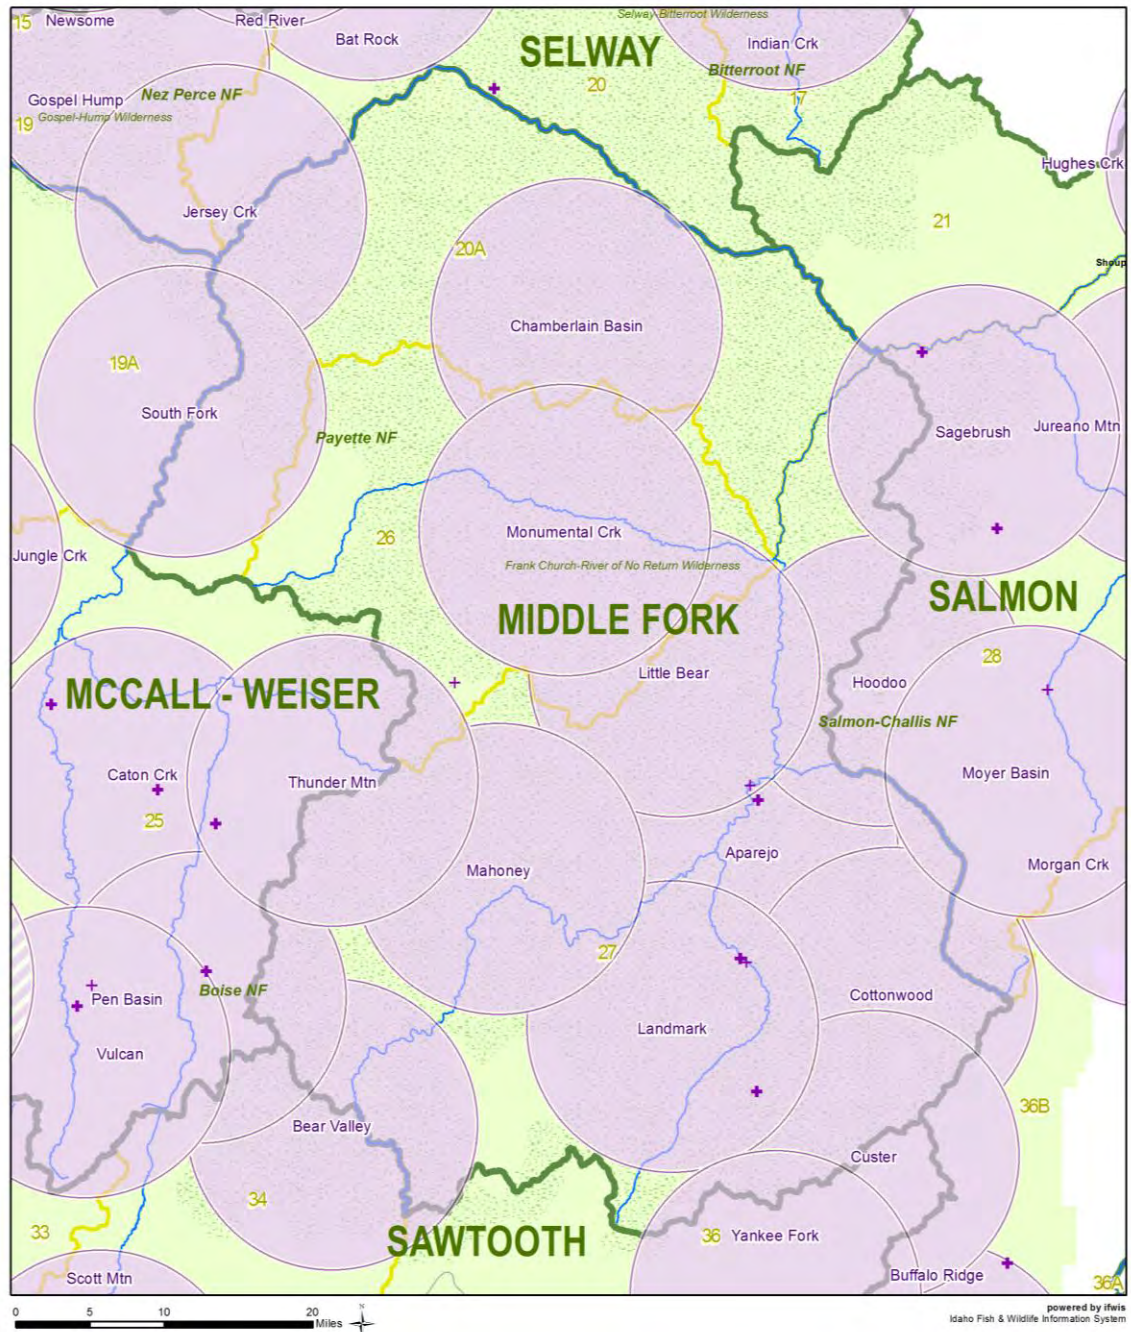 15
Newsome
Red River
Bat Rock
SELWAY
20
Selway-Bitterroot Wilderness
Indian Crk
Bitterroot NF
17
Gospel Hump
Nez Perce NF
19
Gospel-Hump Wilderness
Hughes Crk
Jersey Crk
20A
21
Shoup
Chamberlain Basin
19A
South Fork
Payette NF
Sagebrush
Jureano Mtn
Jungle Crk
26
Monumental Crk
Frank Church-River of No Return Wilderness
MIDDLE FORK
SALMON
28
MCCALL - WEISER
Little Bear
Hoodoo
Salmon-Challis NF
Caton Crk
Thunder Mtn
Moyer Basin
25
Mahoney
Aparejo
Morgan Crk
27
Pen Basin
Boise NF
Cottonwood
Landmark
Vulcan
Bear Valley
36B
Custer
34
33
SAWTOOTH
36
Yankee Fork
Scott Mtn
Buffalo Ridge
36A
0
5
10
20
Miles
N
powered by ifwis
Idaho Fish & Wildlife Information System